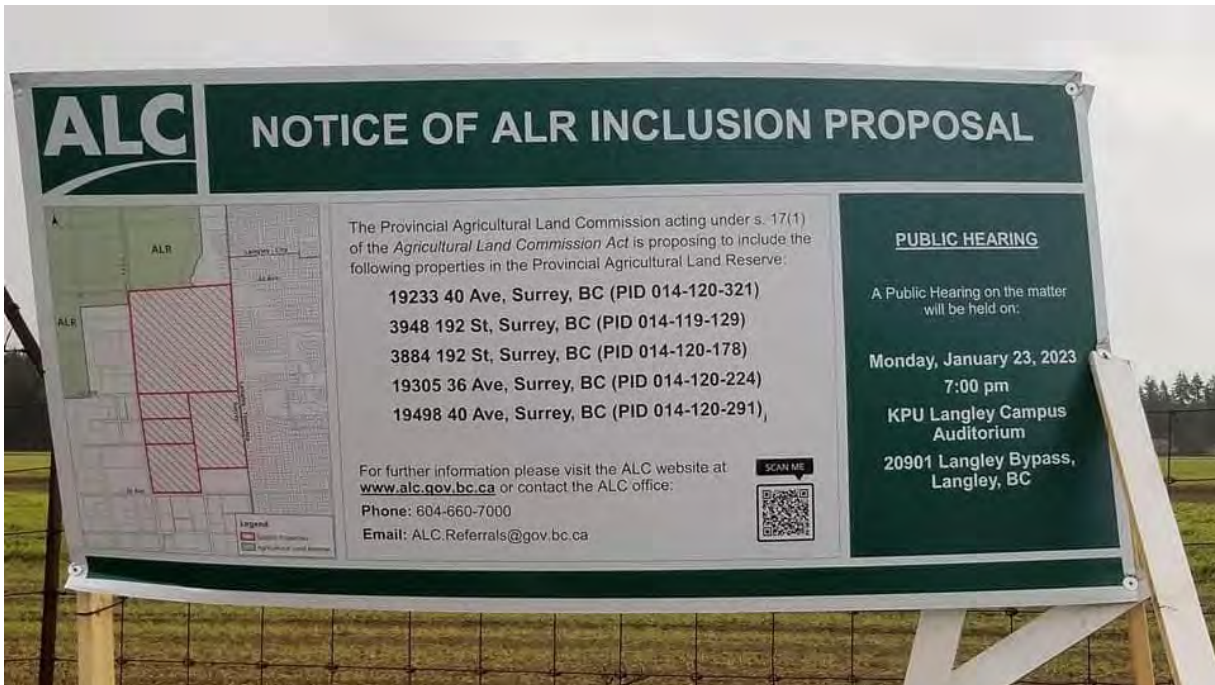 ALC
NOTICE OF ALR INCLUSION PROPOSAL
ALR
ALR
Legend
The Provincial Agricultural Land Commission acting under s. 17(1)
of the Agricultural Land Commission Act is proposing to include the
following properties in the Provincial Agricultural Land Reserve:
19233 40 Ave, Surrey, BC (PID 014-120-321)
3948 192 St, Surrey, BC (PID 014-119-129)
3884 192 St, Surrey, BC (PID 014-120-178)
19305 36 Ave, Surrey, BC (PID 014-120-224)
19498 40 Ave, Surrey, BC (PID 014-120-291)
For further information please visit the ALC website at
www.alc.gov.bc.ca or contact the ALC office:
Phone: 604-660-7000
Email: ALC.Referrals@gov.bc.ca
SCAN ME
PUBLIC HEARING
A Public Hearing on the matter
will be held on:
Monday, January 23, 2023
7:00 pm
KPU Langley Campus
Auditorium
20901 Langley Bypass,
Langley, BC